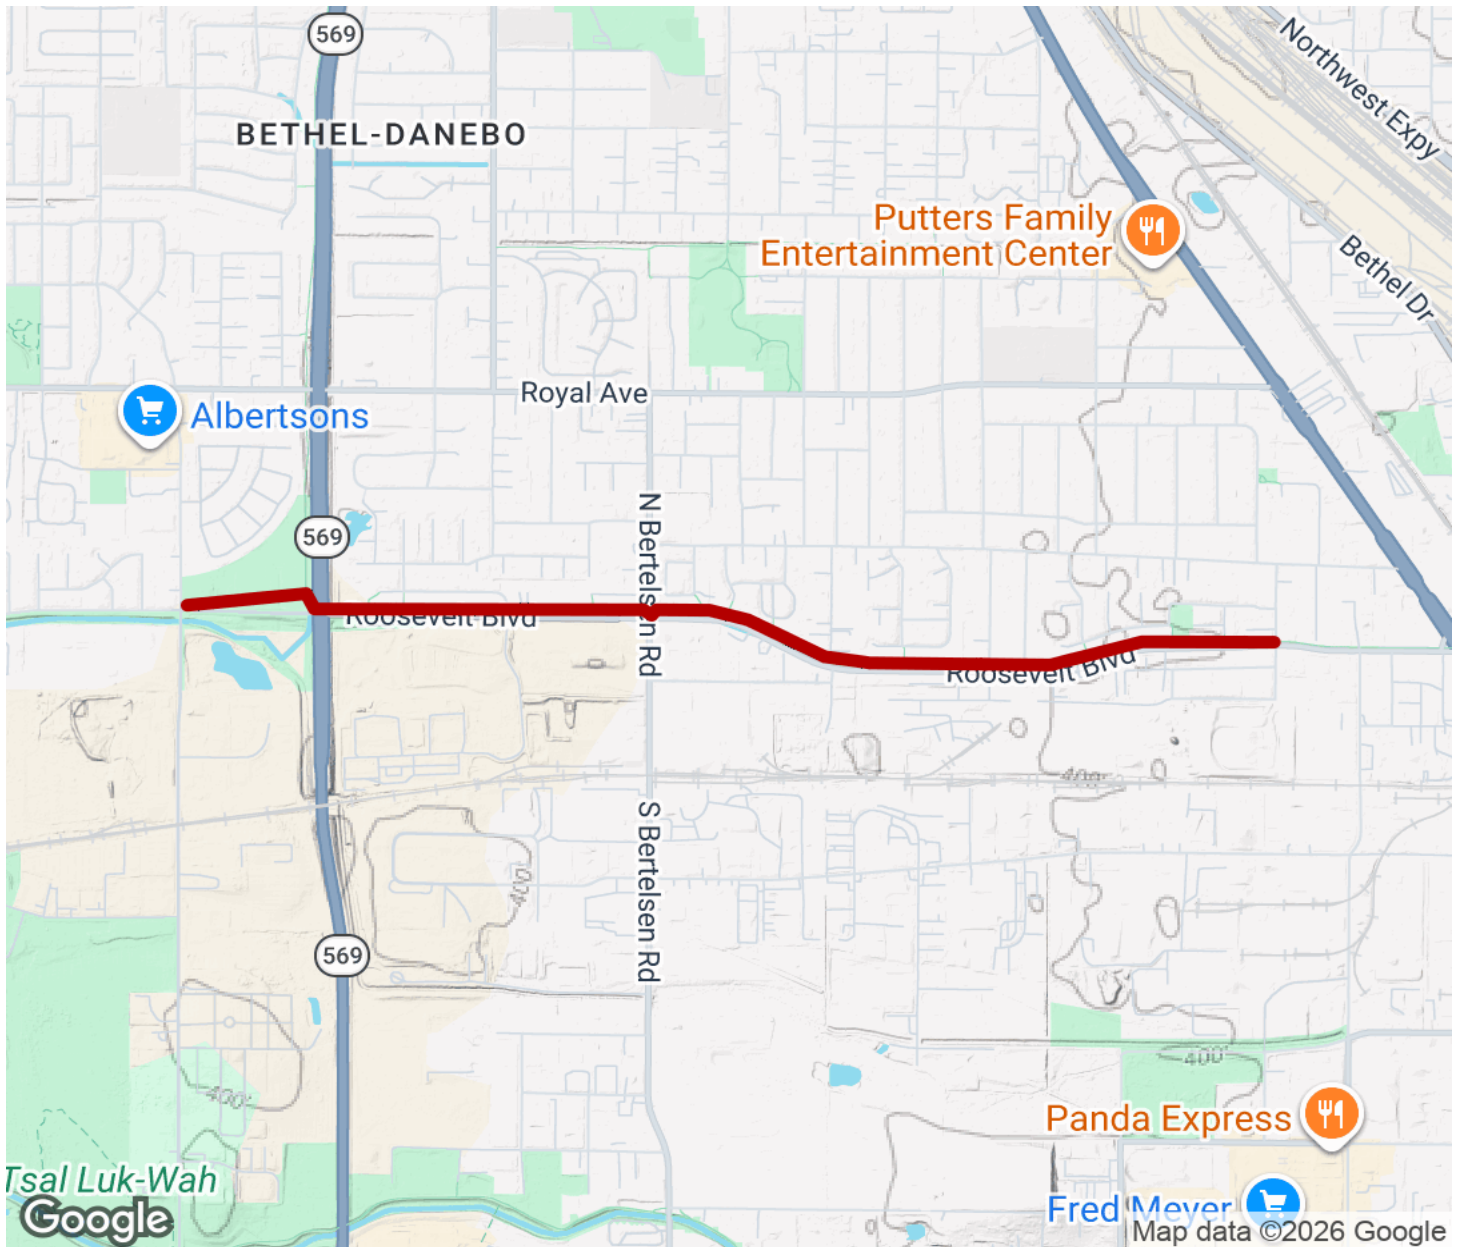 569
Northwest Expy
BETHEL-DANEBO
Putters Family
Entertainment Center
Bethel Dr
Royal Ave
Albertsons
N Bertelsen Rd
569
Roosevelt Blvd
Roosevelt Blvd
400'
S Bertelsen Rd
400
569
400'
400'
Panda Express
Tsal Luk-Wah
Fred Meyer
Google
Map data ©2026 Google